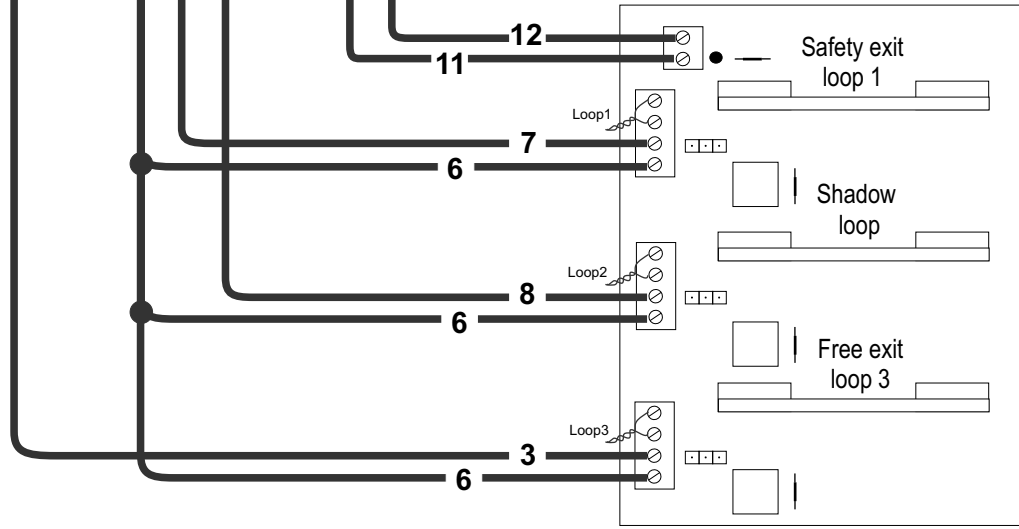 12
11
Safety exit
loop 1
Loop1
7
6
Shadow
loop
Loop2
8
6
Free exit
loop 3
Loop3
3
6